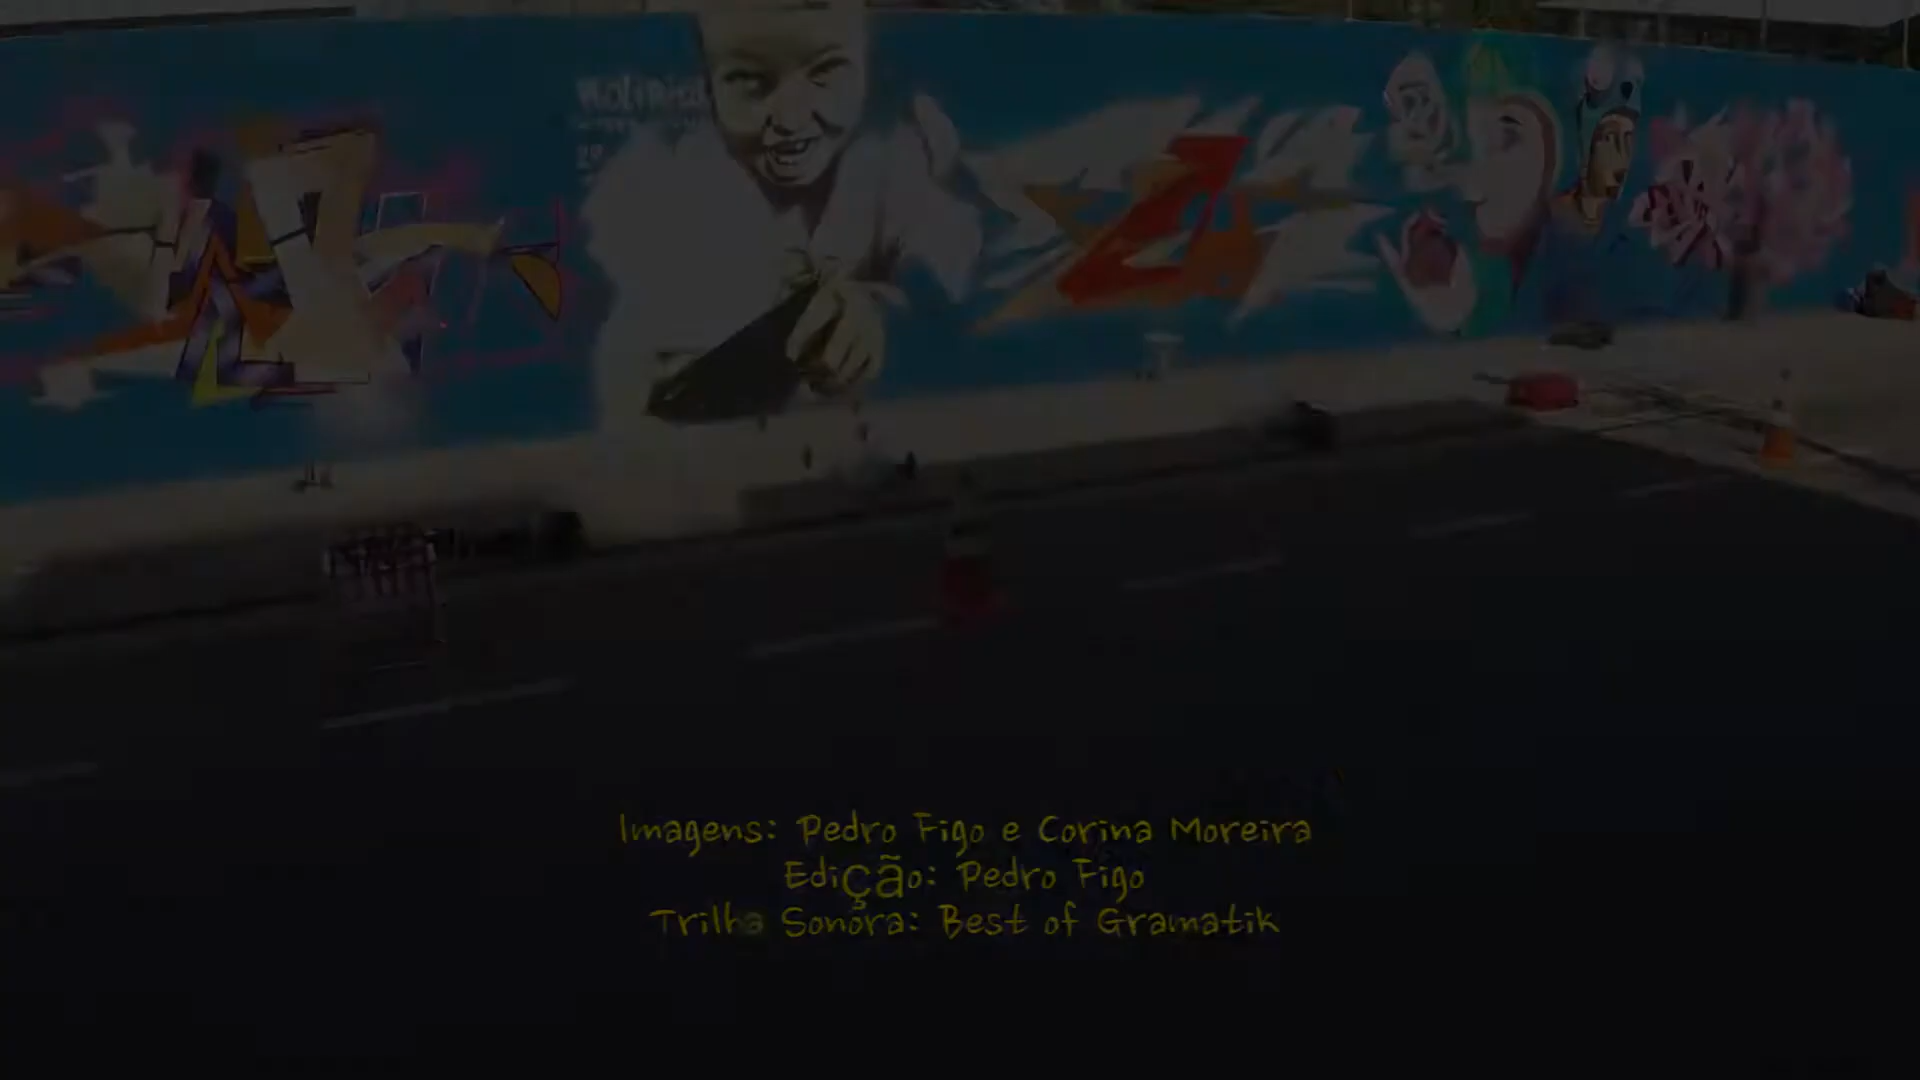 Imagens: Pedro Figo e Corina Moreira
Edição: Pedro Figo
Trilha Sonora: Best of Gramatik